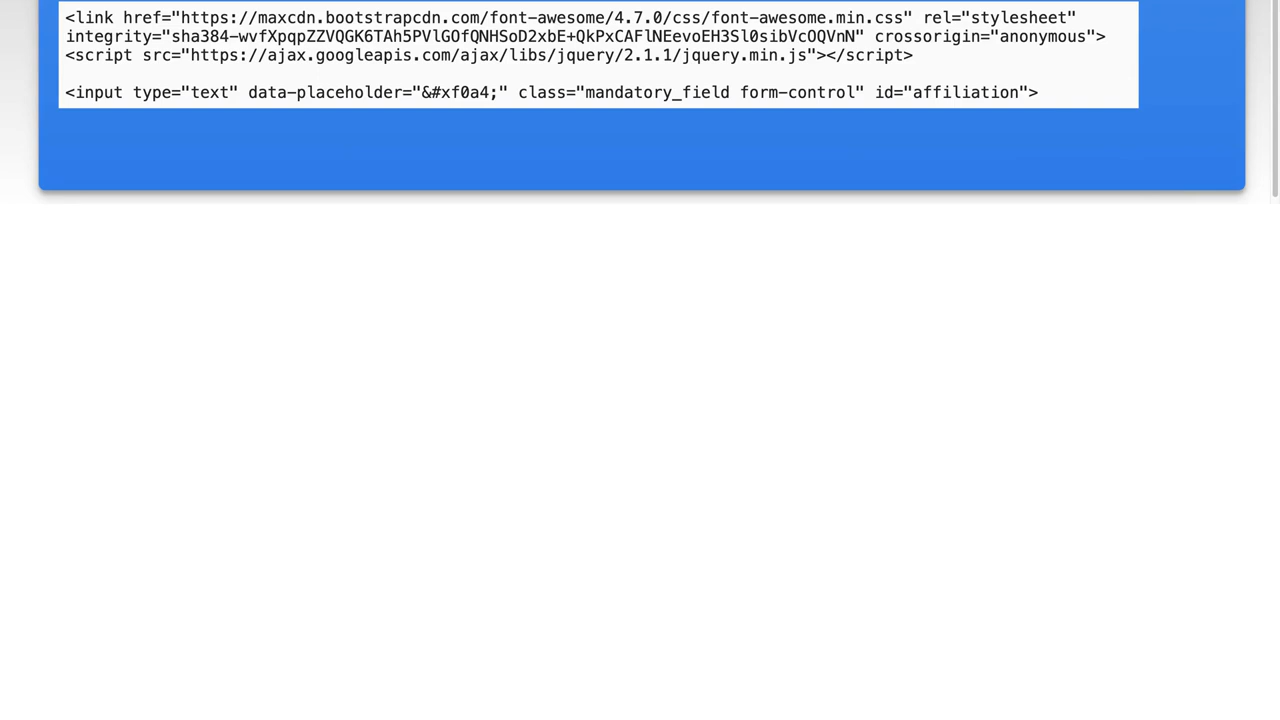 <link href="https://maxcdn.bootstrapcdn.com/font-awesome/4.7.0/css/font-awesome.min.css" rel="stylesheet"
integrity="sha384-wvfXpqpZZVQGK6TAh5PVlGOfQNHSoD2xbE+QkPxCAFlNEevoEH3Sl0sibVcOQVnN" crossorigin="anonymous">
<script src="https://ajax.googleapis.com/ajax/libs/jquery/2.1.1/jquery.min.js"></script>
<input type="text" data-placeholder="&#xf0a4;" class="mandatory_field form-control" id="affiliation">